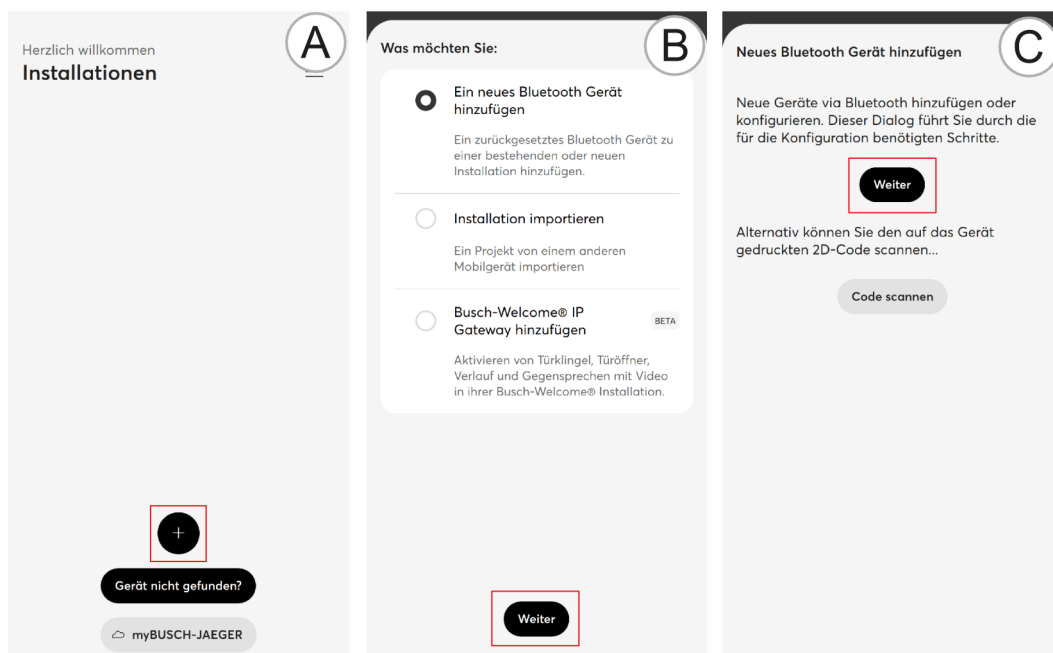 Herzlich willkommen
Installationen
A
+
Gerät nicht gefunden?
myBUSCH-JAEGER
Was möchten Sie:
B
Ein neues Bluetooth Gerät
hinzufügen
Ein zurückgesetztes Bluetooth Gerät zu
einer bestehenden oder neuen
Installation hinzufügen.
Installation importieren
Ein Projekt von einem anderen
Mobilgerät importieren
Busch-Welcome® IP
Gateway hinzufügen
BETA
Aktivieren von Türklingel, Türöffner,
Verlauf und Gegensprechen mit Video
in ihrer Busch-Welcome® Installation.
Weiter
Neues Bluetooth Gerät hinzufügen
C
Neue Geräte via Bluetooth hinzufügen oder
konfigurieren. Dieser Dialog führt Sie durch die
für die Konfiguration benötigten Schritte.
Weiter
Alternativ können Sie den auf das Gerät
gedruckten 2D-Code scannen...
Code scannen